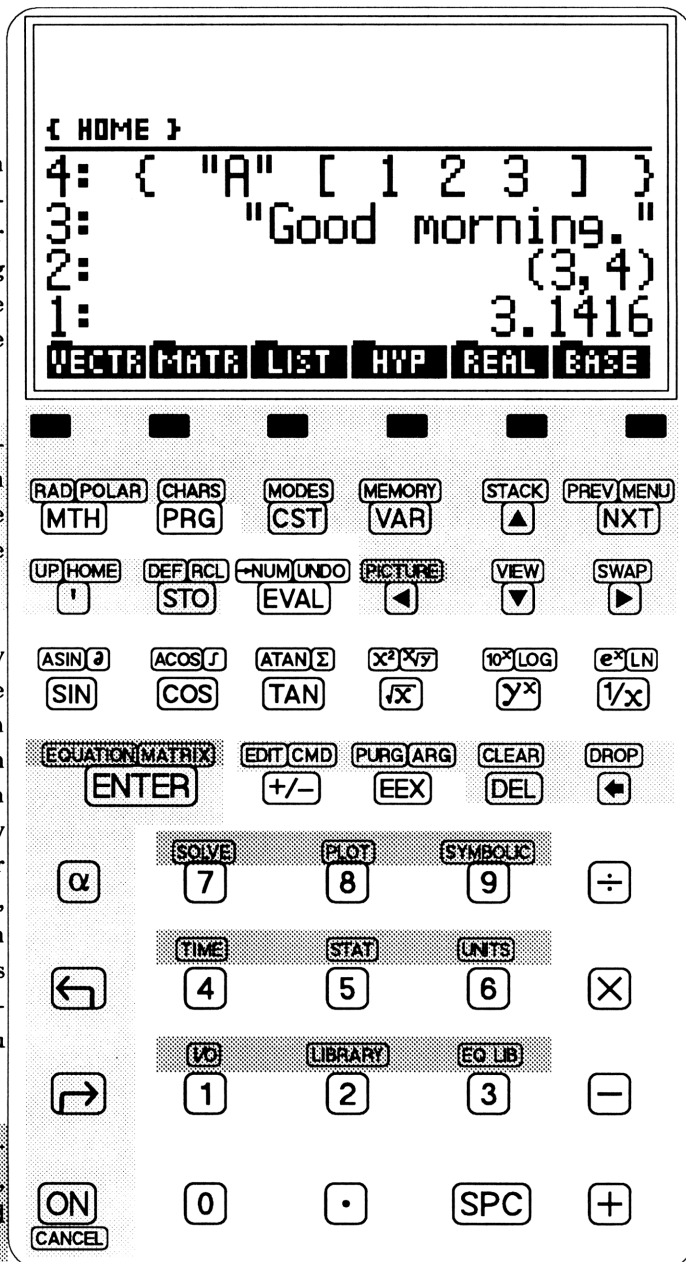 { HOME }
4: { "A" [ 1 2 3 ] }
3: "Good morning."
2: (3,4)
1: 3.1416
VECTR MATR LIST HYP REAL BASE
RAD POLAR CHARS MODES MEMORY STACK PREV MENU
MTH PRG CST VAR ▲ NXT
UP HOME DEF RCL →NUM UNDO PICTURE VIEW SWAP
' STO EVAL ◀ ▼ ▶
ASIN ∂ ACOS ∫ ATAN Σ X² ˣ√y 10ˣ LOG eˣ LN
SIN COS TAN √x yˣ 1/x
EQUATION MATRIX EDIT CMD PURG ARG CLEAR DROP
ENTER +/− EEX DEL ⬅
SOLVE PLOT SYMBOLIC
α 7 8 9 ÷
TIME STAT UNITS
↰ 4 5 6 ×
I/O LIBRARY EQ LIB
↱ 1 2 3 −
ON 0 . SPC +
CANCEL